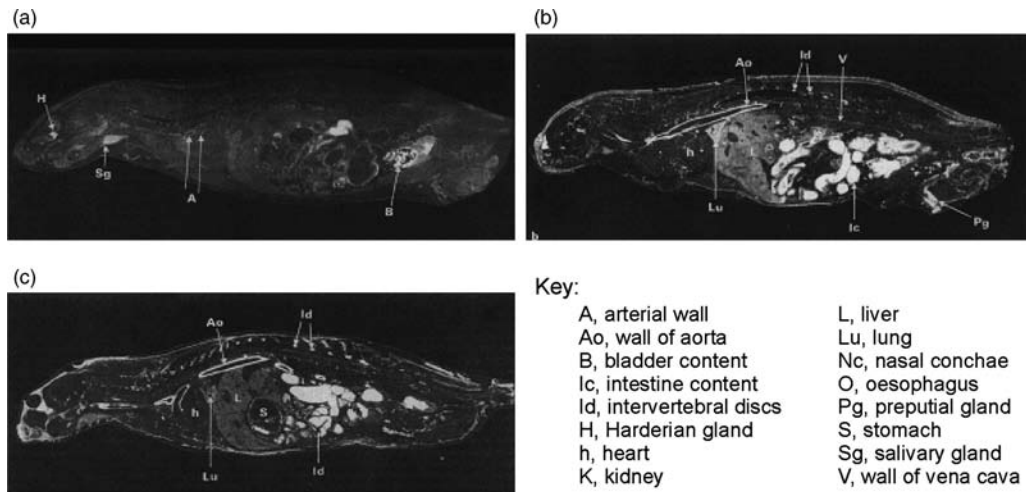 (a)
H
Sg
A
B
(b)
Ao
Id
V
h
L
Lu
Ic
Pg
b
(c)
Ao
Id
h
L
S
Lu
Id
Key:
A, arterial wall
Ao, wall of aorta
B, bladder content
Ic, intestine content
Id, intervertebral discs
H, Harderian gland
h, heart
K, kidney
L, liver
Lu, lung
Nc, nasal conchae
O, oesophagus
Pg, preputial gland
S, stomach
Sg, salivary gland
V, wall of vena cava